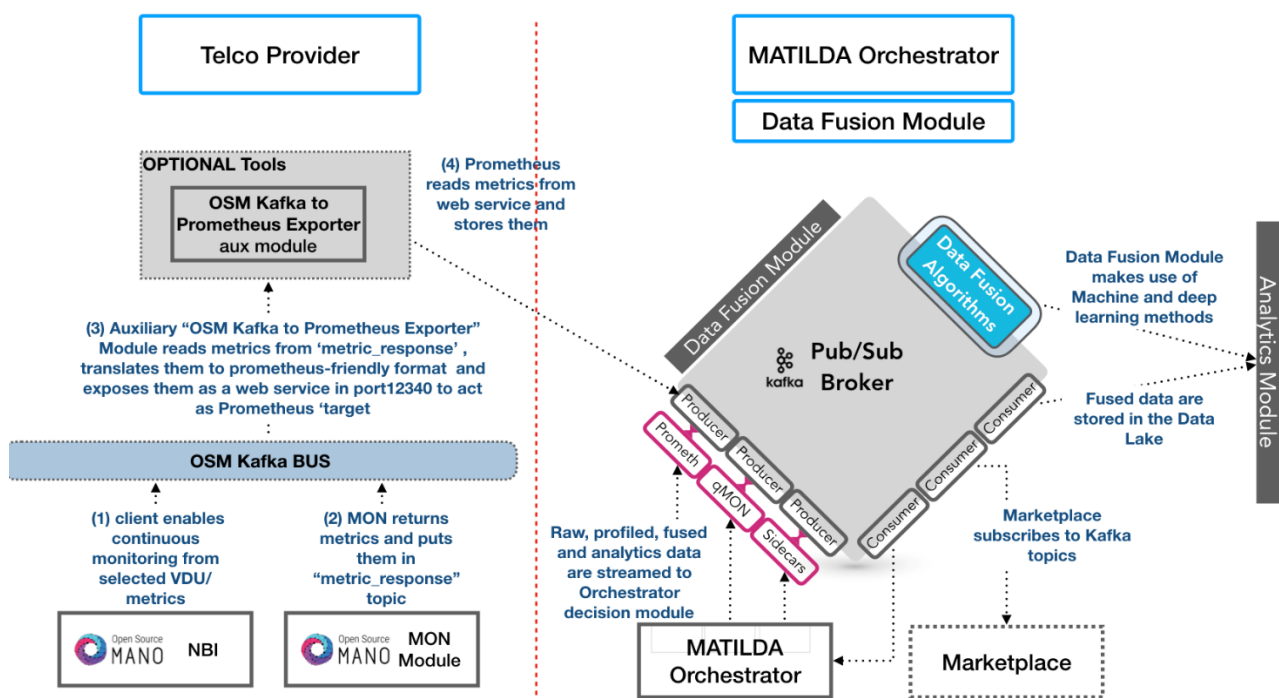 Telco Provider
MATILDA Orchestrator
Data Fusion Module
OPTIONAL Tools
OSM Kafka to
Prometheus Exporter
aux module
(4) Prometheus
reads metrics from
web service and
stores them
(3) Auxiliary “OSM Kafka to Prometheus Exporter”
Module reads metrics from ‘metric_response’ ,
translates them to prometheus-friendly format and
exposes them as a web service in port12340 to act
as Prometheus ‘target
OSM Kafka BUS
(1) client enables
continuous
monitoring from
selected VDU/
metrics
(2) MON returns
metrics and puts
them in
“metric_response”
topic
Open Source
MANO
NBI
Open Source
MANO
MON
Module
Data Fusion Module
Data Fusion
Algorithms
kafka
Pub/Sub
Broker
Producer
Producer
Producer
Prometh
qMON
Sidecars
Consumer
Consumer
Consumer
Data Fusion Module
makes use of
Machine and deep
learning methods
Fused data are
stored in the Data
Lake
Analytics Module
Raw, profiled, fused
and analytics data
are streamed to
Orchestrator
decision module
Marketplace
subscribes to Kafka
topics
MATILDA
Orchestrator
Marketplace